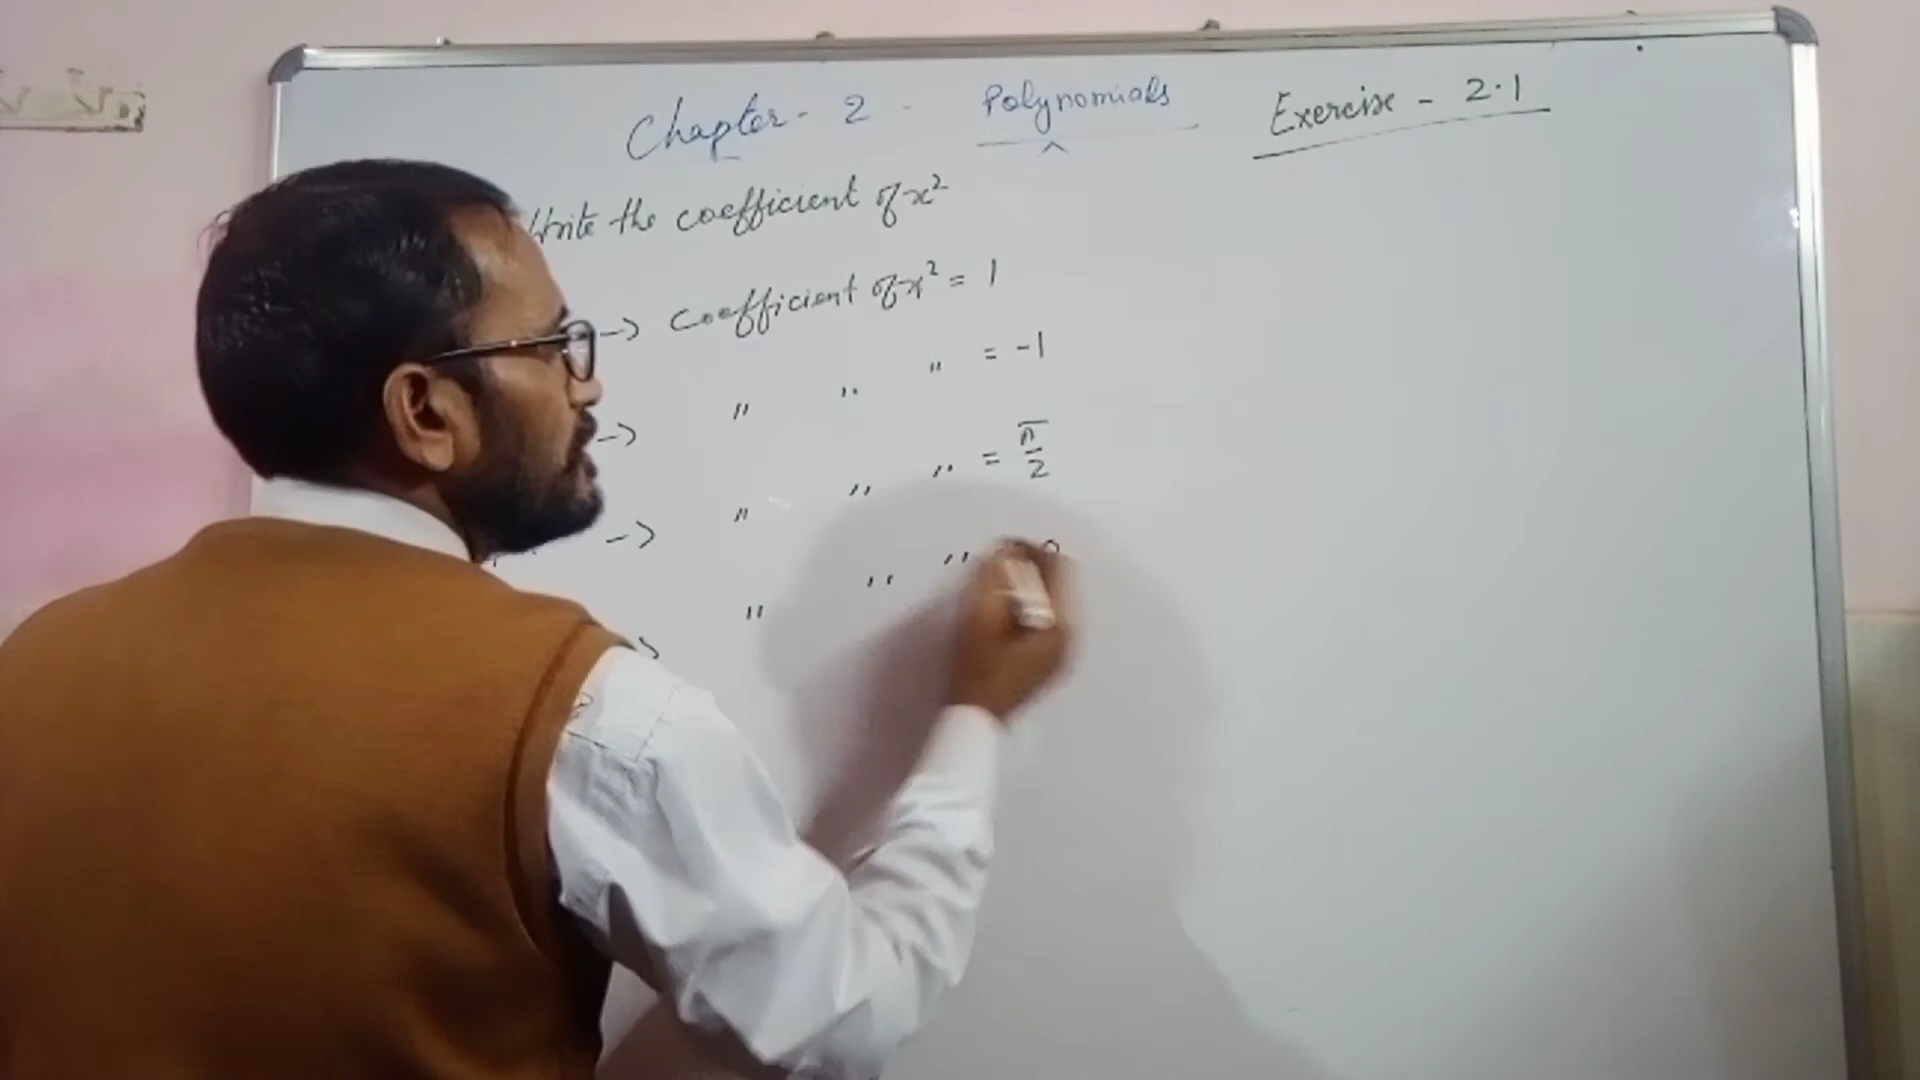 Chapter - 2 . Polynomials Exercise - 2.1
Write the coefficient of x²
-> coefficient of x² = 1
-> " " " = -1
-> " " " = π/2
-> " " "